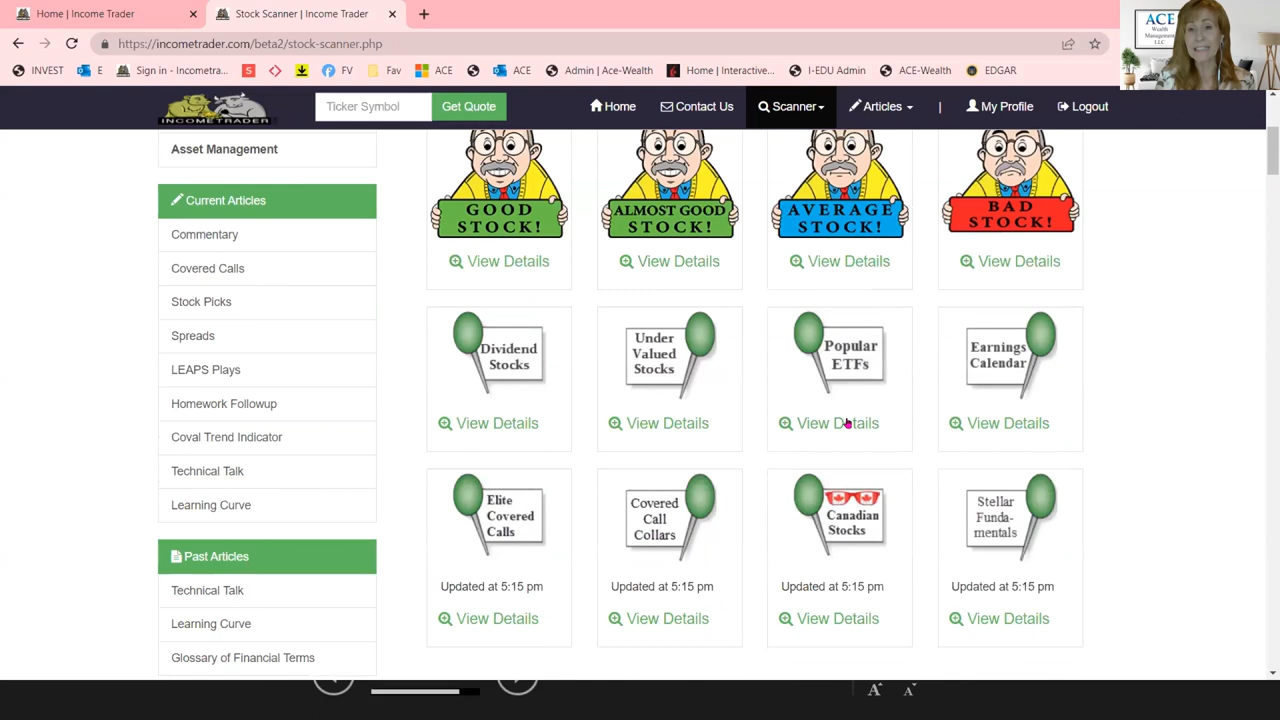 Home | Income Trader
Stock Scanner | Income Trader
https://incometrader.com/beta2/stock-scanner.php
INVEST
E
Sign in - Incometra...
FV
Fav
ACE
ACE
Admin | Ace-Wealth
Home | Interactive...
I-EDU Admin
ACE-Wealth
EDGAR
ACE
Wealth
Management
LLC
INCOMETRADER
Ticker Symbol
Get Quote
Home
Contact Us
Scanner
Articles
|
My Profile
Logout
Asset Management
Current Articles
Commentary
Covered Calls
Stock Picks
Spreads
LEAPS Plays
Homework Followup
Coval Trend Indicator
Technical Talk
Learning Curve
Past Articles
Technical Talk
Learning Curve
Glossary of Financial Terms
GOOD
STOCK!
View Details
ALMOST GOOD
STOCK!
View Details
AVERAGE
STOCK!
View Details
BAD
STOCK!
View Details
Dividend
Stocks
View Details
Under
Valued
Stocks
View Details
Popular
ETFs
View Details
Earnings
Calendar
View Details
Elite
Covered
Calls
Updated at 5:15 pm
View Details
Covered
Call
Collars
Updated at 5:15 pm
View Details
Canadian
Stocks
Updated at 5:15 pm
View Details
Stellar
Funda-
mentals
Updated at 5:15 pm
View Details
A
A